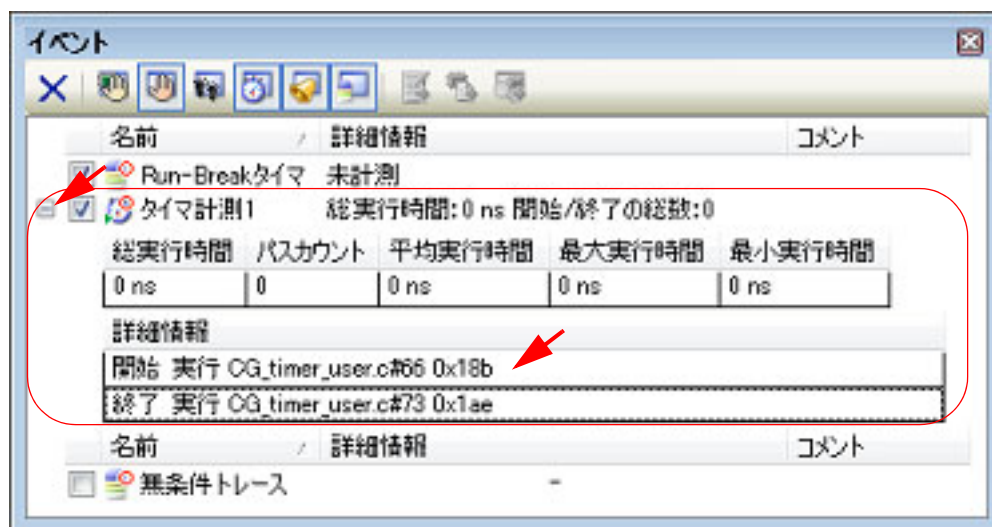 イベント
名前 詳細情報 コメント
Run-Breakタイマ 未計測
タイマ計測1 総実行時間:0 ns 開始/終了の総数:0
総実行時間 パスカウント 平均実行時間 最大実行時間 最小実行時間
0 ns 0 0 ns 0 ns 0 ns
詳細情報
開始 実行 CG_timer_user.c#66 0x18b
終了 実行 CG_timer_user.c#73 0x1ae
名前 詳細情報 コメント
無条件トレース -